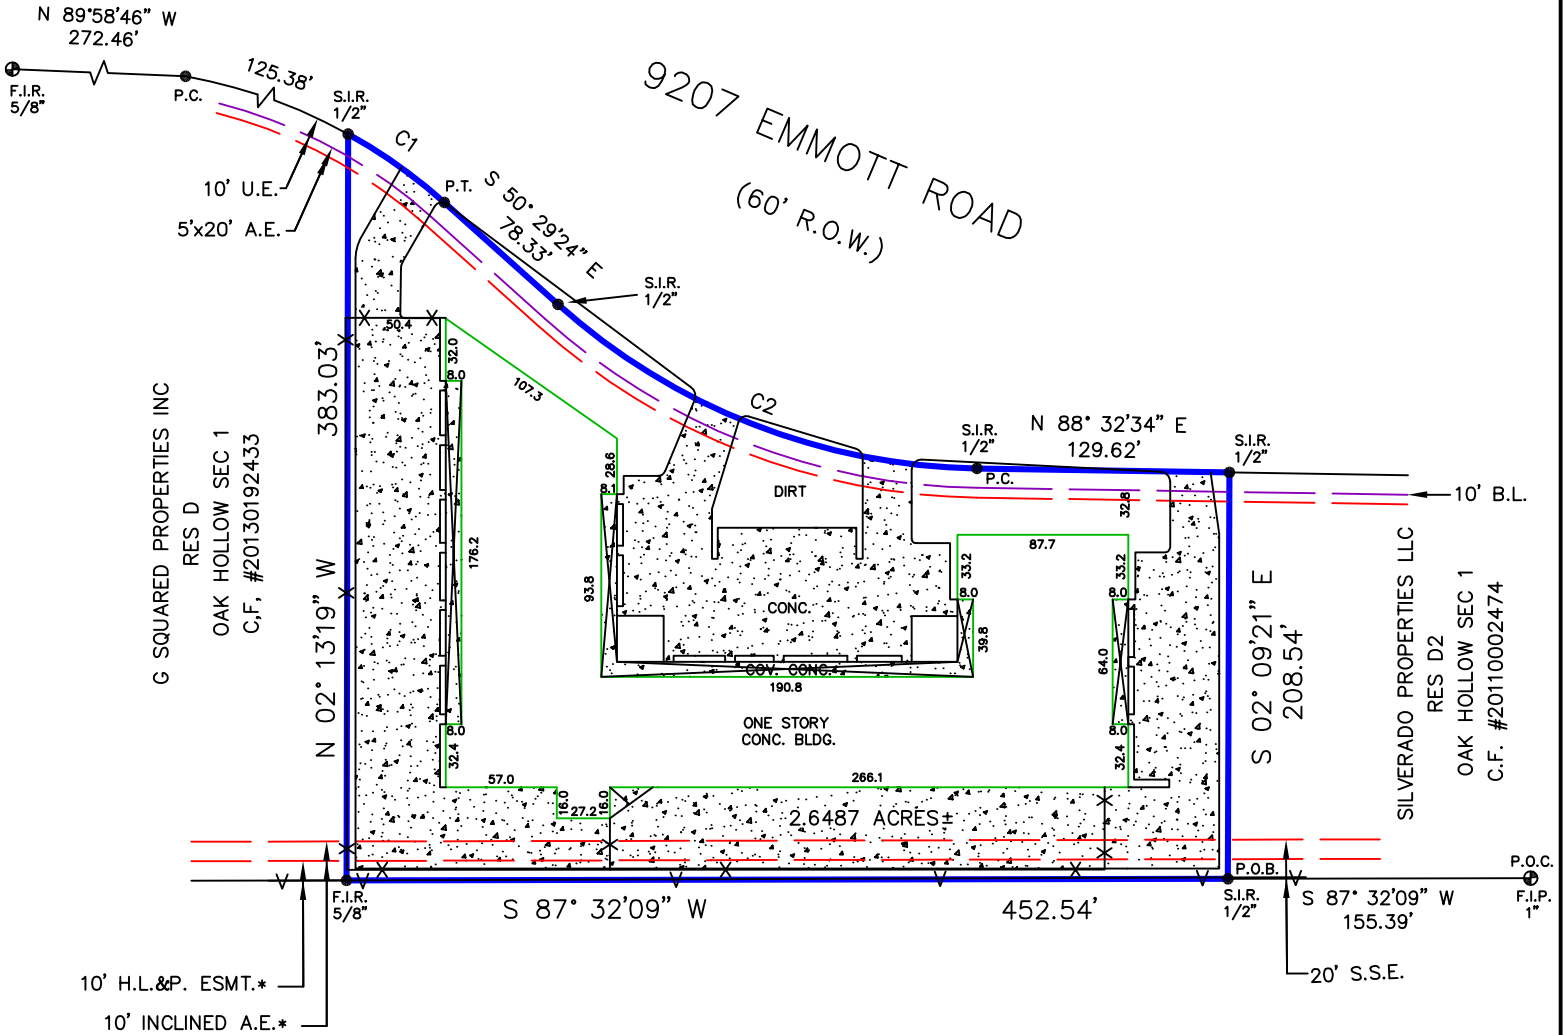 N 89°58'46" W
272.46'
F.I.R.
5/8"
P.C.
125.38'
S.I.R.
1/2"
C1
10' U.E.
5'x20' A.E.
P.T.
S 50° 29'24" E
78.33'
S.I.R.
1/2"
9207 EMMOTT ROAD
(60' R.O.W.)
C2
S.I.R.
1/2"
P.C.
N 88° 32'34" E
129.62'
S.I.R.
1/2"
10' B.L.
50.4
32.0
8.0
107.3
28.6
8.1
DIRT
32.8
87.7
33.2
33.2
8.0
8.0
176.2
93.8
CONC.
39.8
64.0
COV. CONC.
190.8
ONE STORY
CONC. BLDG.
8.0
32.4
8.0
32.4
57.0
16.0
27.2
16.0
266.1
2.6487 ACRES±
G SQUARED PROPERTIES INC
RES D
OAK HOLLOW SEC 1
C,F, #20130192433
N 02° 13'19" W
383.03'
S 02° 09'21" E
208.54'
SILVERADO PROPERTIES LLC
RES D2
OAK HOLLOW SEC 1
C.F. #20110002474
F.I.R.
5/8"
S 87° 32'09" W
452.54'
P.O.B.
S.I.R.
1/2"
S 87° 32'09" W
155.39'
P.O.C.
F.I.P.
1"
10' H.L.&P. ESMT.*
10' INCLINED A.E.*
20' S.S.E.